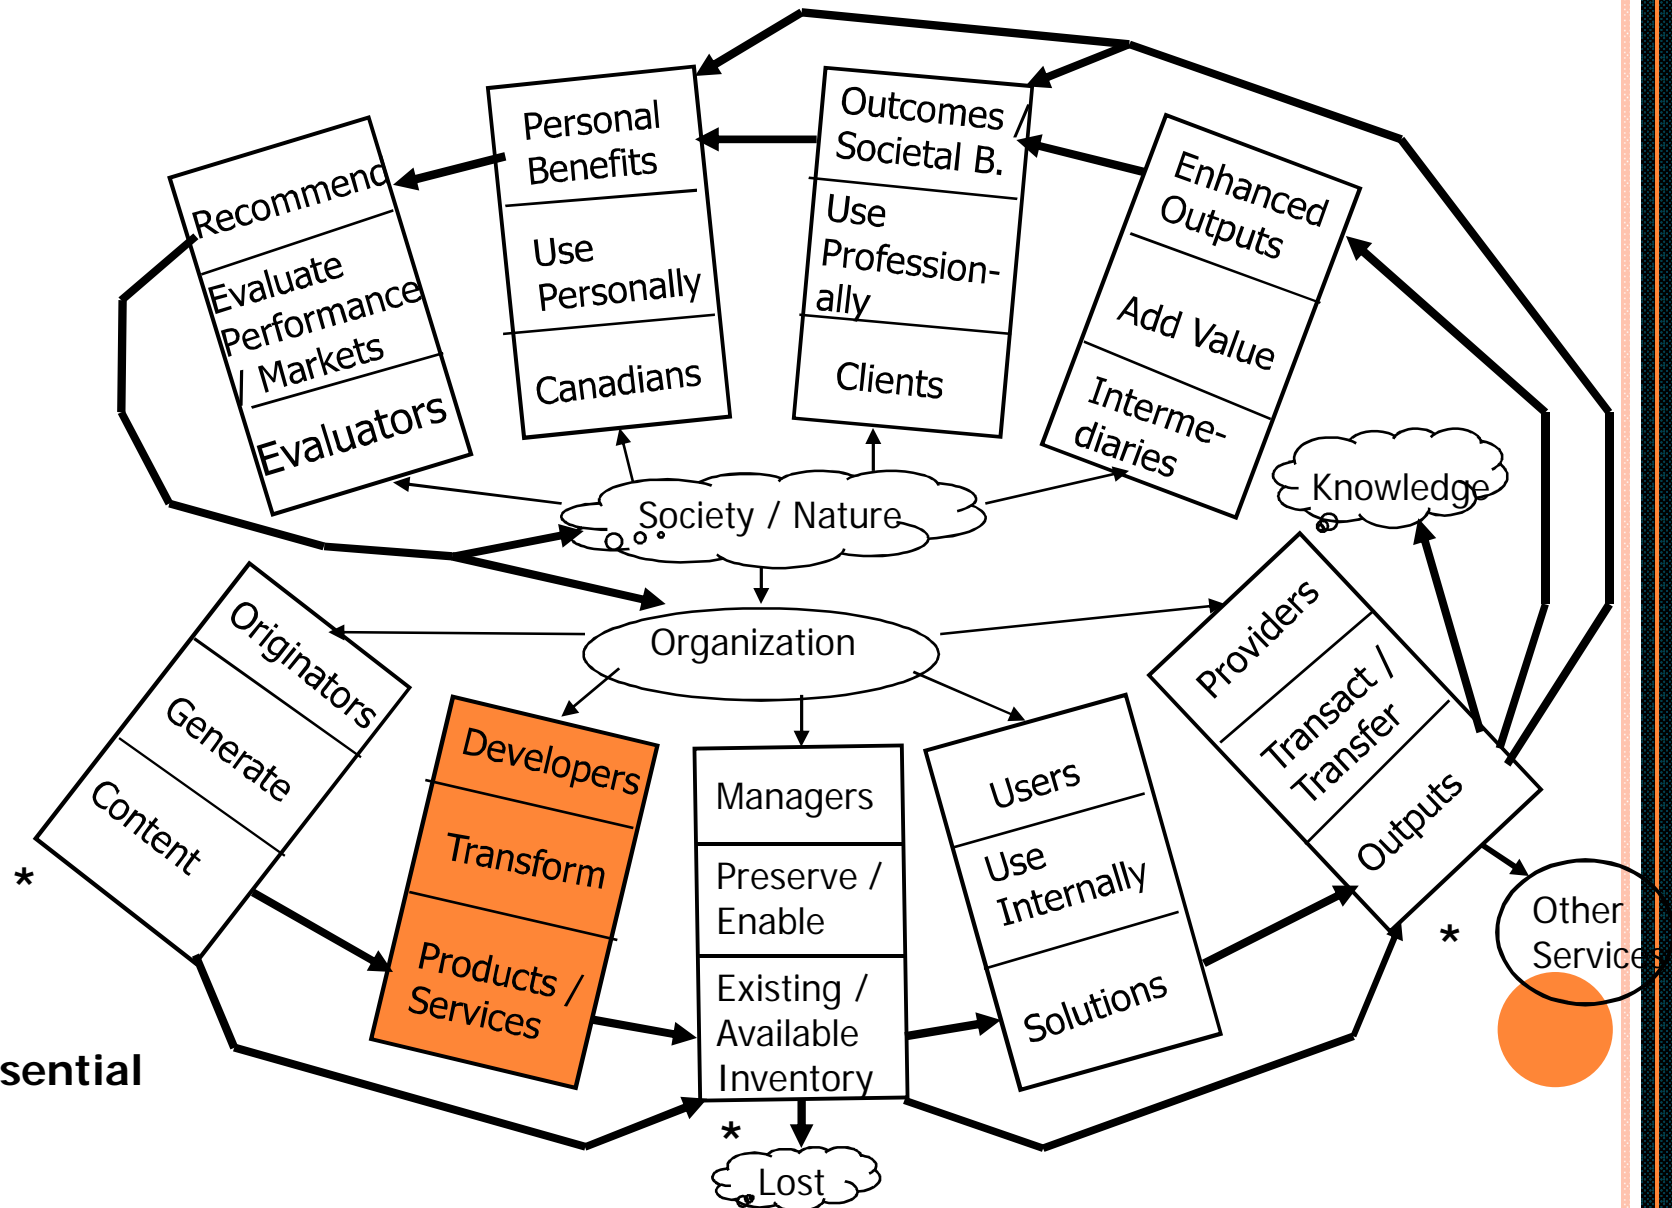 Personal
Benefits
Use
Personally
Canadians
Outcomes /
Societal B.
Use
Profession-
ally
Clients
Enhanced
Outputs
Add Value
Interme-
diaries
Recommend
Evaluate
Performance
/ Markets
Evaluators
Knowledge
Society / Nature
Organization
Originators
Generate
Content
*
Developers
Transform
Products /
Services
Managers
Preserve /
Enable
Existing /
Available
Inventory
*
Lost
Users
Use
Internally
Solutions
Providers
Transact /
Transfer
Outputs
*
Other
Services
sential